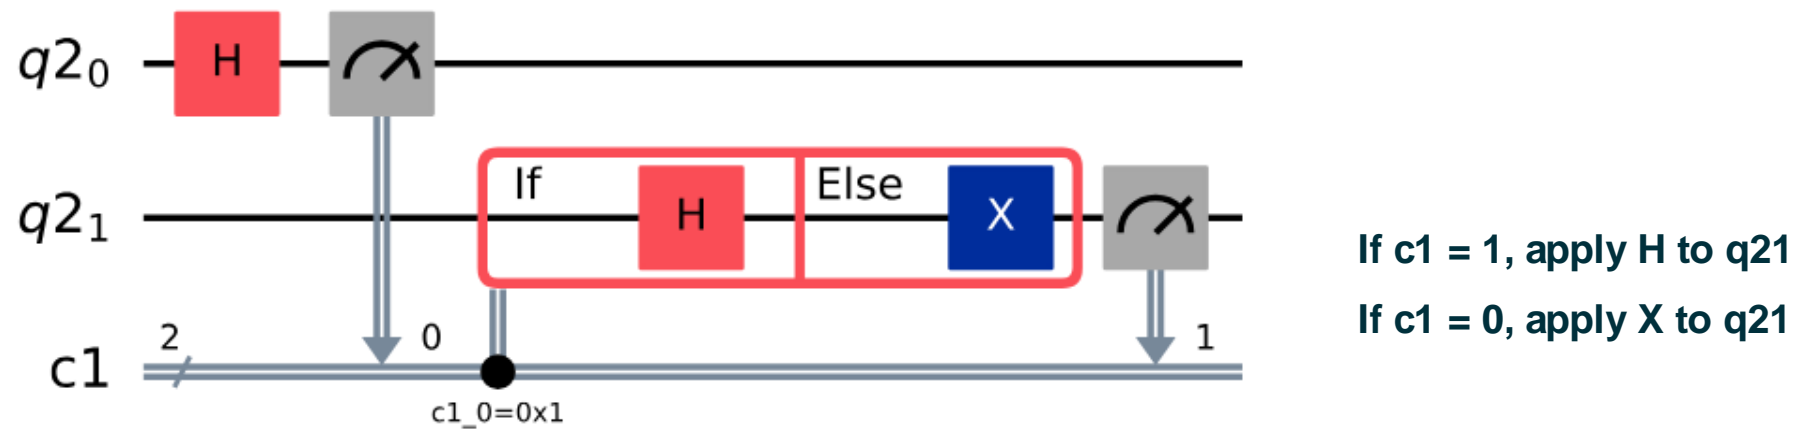 q2₀ H
If H Else X
q2₁
If c1 = 1, apply H to q21
If c1 = 0, apply X to q21
2 0 1
c1
c1_0=0x1